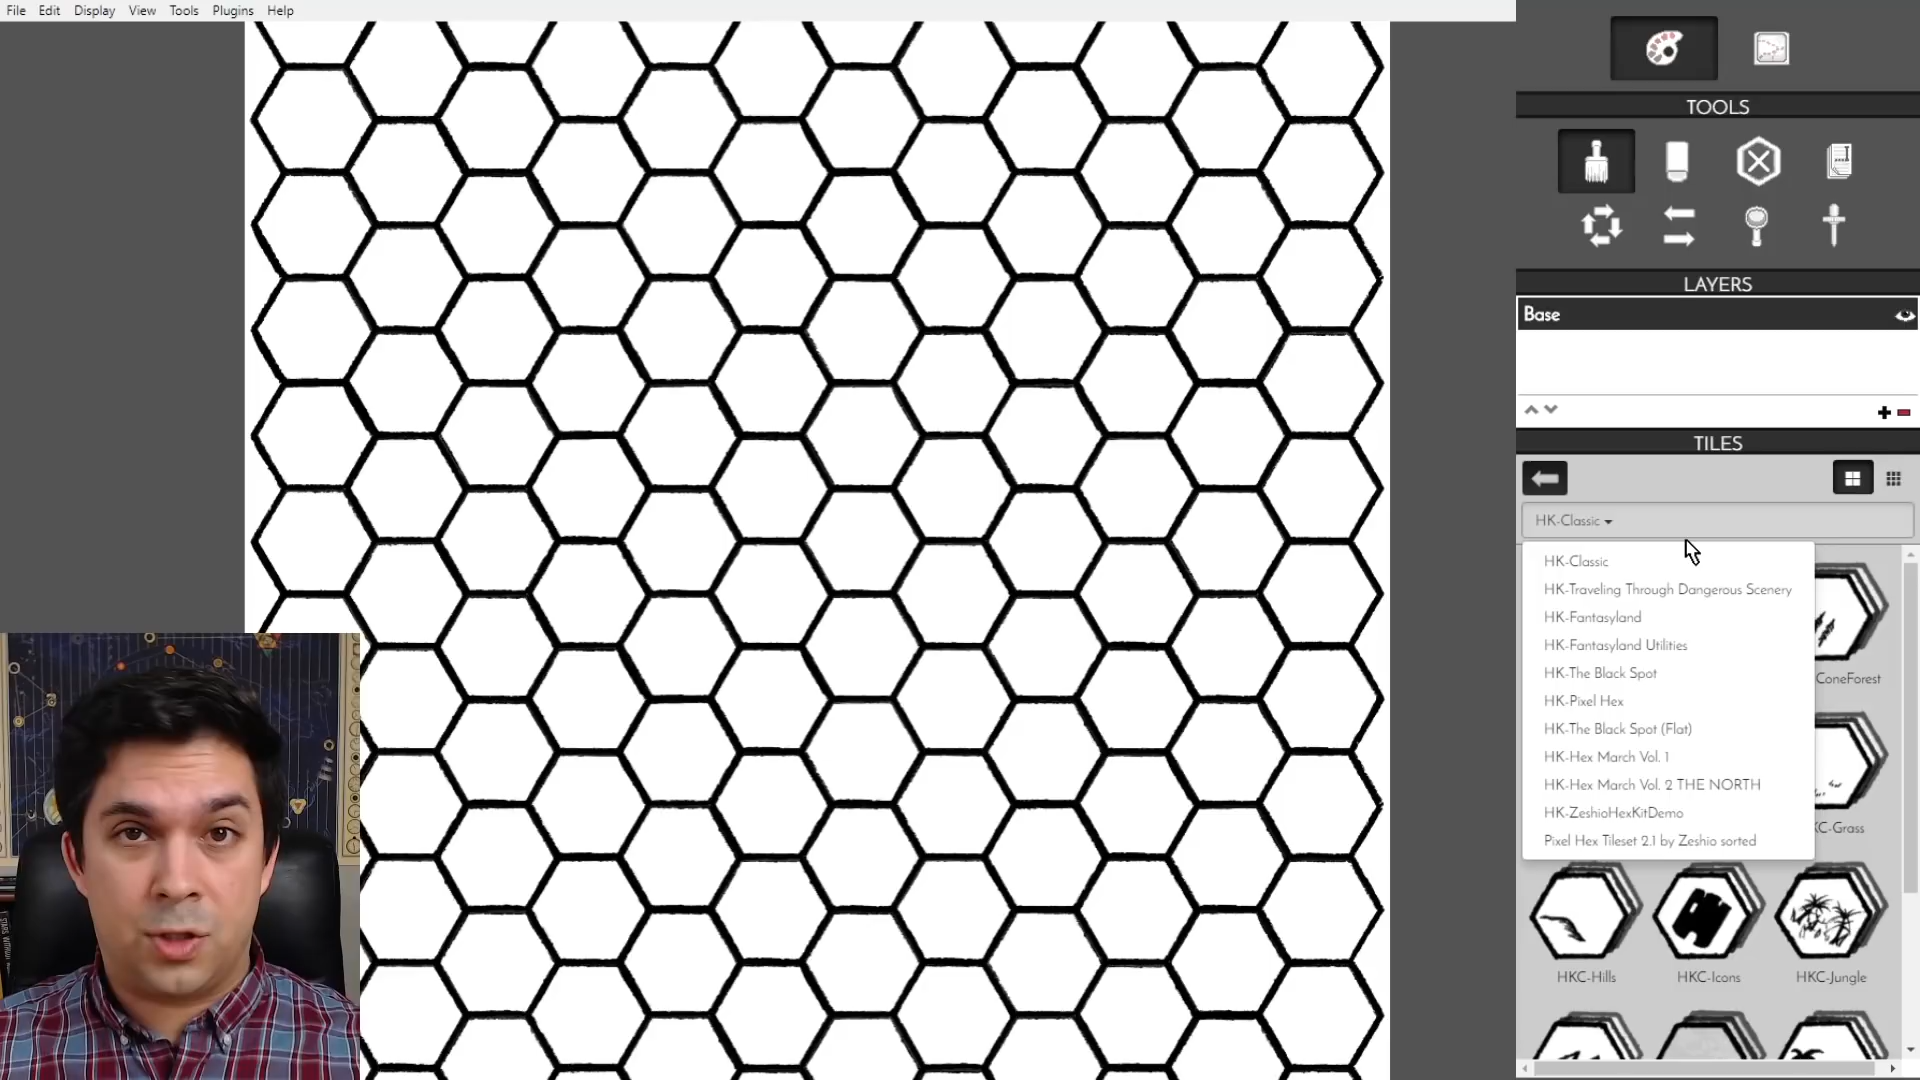 File Edit Display View Tools Plugins Help
TOOLS
LAYERS
Base
TILES
HK-Classic
HK-Classic
HK-Traveling Through Dangerous Scenery
HK-Fantasyland
HK-Fantasyland Utilities
HK-The Black Spot
HK-Pixel Hex
HK-The Black Spot (Flat)
HK-Hex March Vol. 1
HK-Hex March Vol. 2 THE NORTH
HK-ZeshioHexKitDemo
Pixel Hex Tileset 2.1 by Zeshio sorted
ConeForest
C-Grass
HKC-Hills HKC-Icons HKC-Jungle